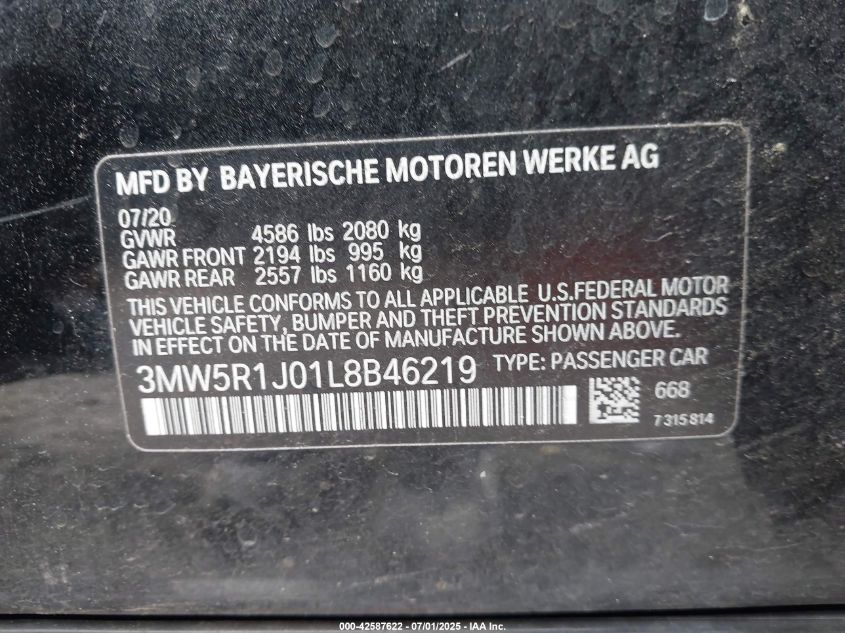 MFD BY BAYERISCHE MOTOREN WERKE AG
07/20
GVWR 4586 lbs 2080 kg
GAWR FRONT 2194 lbs 995 kg
GAWR REAR 2557 lbs 1160 kg
THIS VEHICLE CONFORMS TO ALL APPLICABLE U.S.FEDERAL MOTOR
VEHICLE SAFETY, BUMPER AND THEFT PREVENTION STANDARDS
IN EFFECT ON THE DATE OF MANUFACTURE SHOWN ABOVE.
3MW5R1J01L8B46219 TYPE: PASSENGER CAR
668
7315814
000-42587622 - 07/01/2025 - IAA Inc.